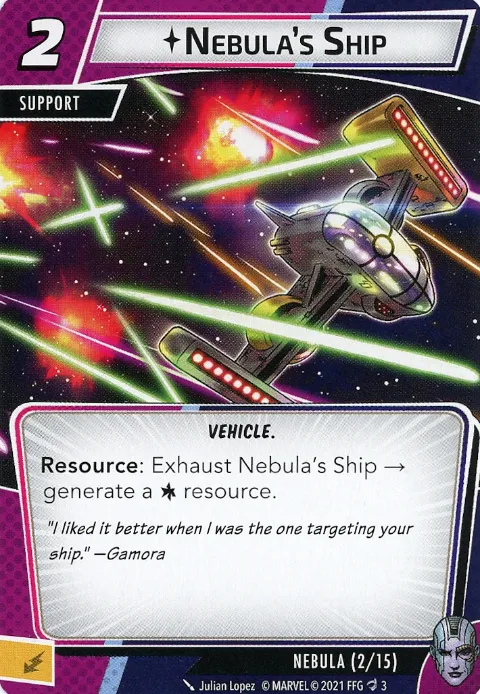 2
NEBULA'S SHIP
SUPPORT
VEHICLE.
Resource: Exhaust Nebula's Ship →
generate a resource.
"I liked it better when I was the one targeting your
ship." —Gamora
NEBULA (2/15)
Julian Lopez © MARVEL © 2021 FFG 3